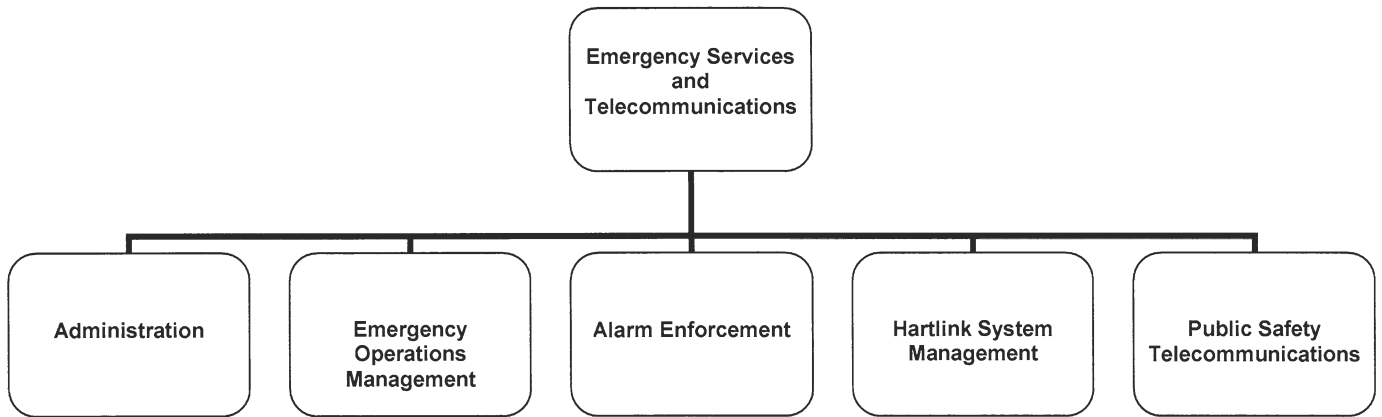 Emergency Services
and
Telecommunications
Administration
Emergency
Operations
Management
Alarm Enforcement
Hartlink System
Management
Public Safety
Telecommunications